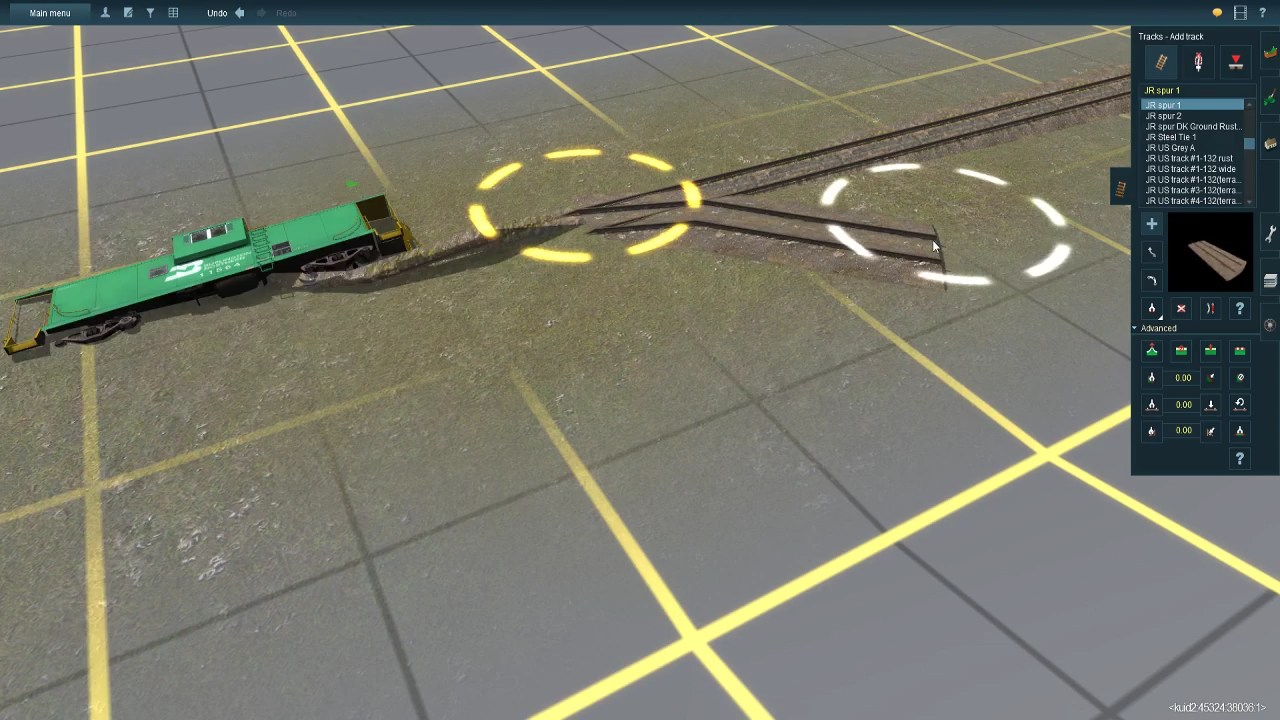 Main menu
Undo
Redo
Tracks - Add track
JR spur 1
JR spur 1
JR spur 2
JR spur DK Ground Rust...
JR Steel Tie 1
JR US Grey A
JR US track #1-132 rust
JR US track #1-132 wide
JR US track #1-132(terra...
JR US track #3-132(terra...
JR US track #4-132(terra...
?
Advanced
0.00
0.00
0.00
?
BURLINGTON
NORTHERN
<kuid2:45324:38036:1>